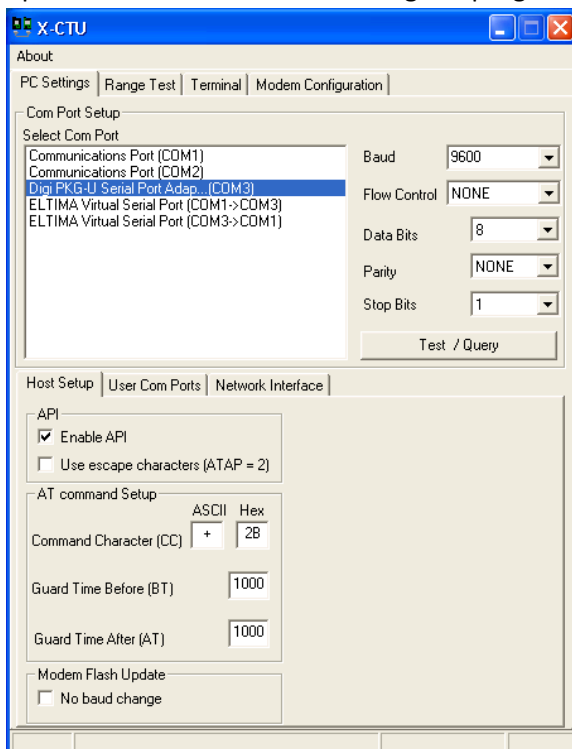 X-CTU
About
PC Settings Range Test Terminal Modem Configuration
Com Port Setup
Select Com Port
Communications Port (COM1)
Communications Port (COM2)
Digi PKG-U Serial Port Adap...(COM3)
ELTIMA Virtual Serial Port (COM1->COM3)
ELTIMA Virtual Serial Port (COM3->COM1)
Baud 9600
Flow Control NONE
Data Bits 8
Parity NONE
Stop Bits 1
Test / Query
Host Setup User Com Ports Network Interface
API
Enable API
Use escape characters (ATAP = 2)
AT command Setup
ASCII Hex
Command Character (CC) + 2B
Guard Time Before (BT) 1000
Guard Time After (AT) 1000
Modem Flash Update
No baud change